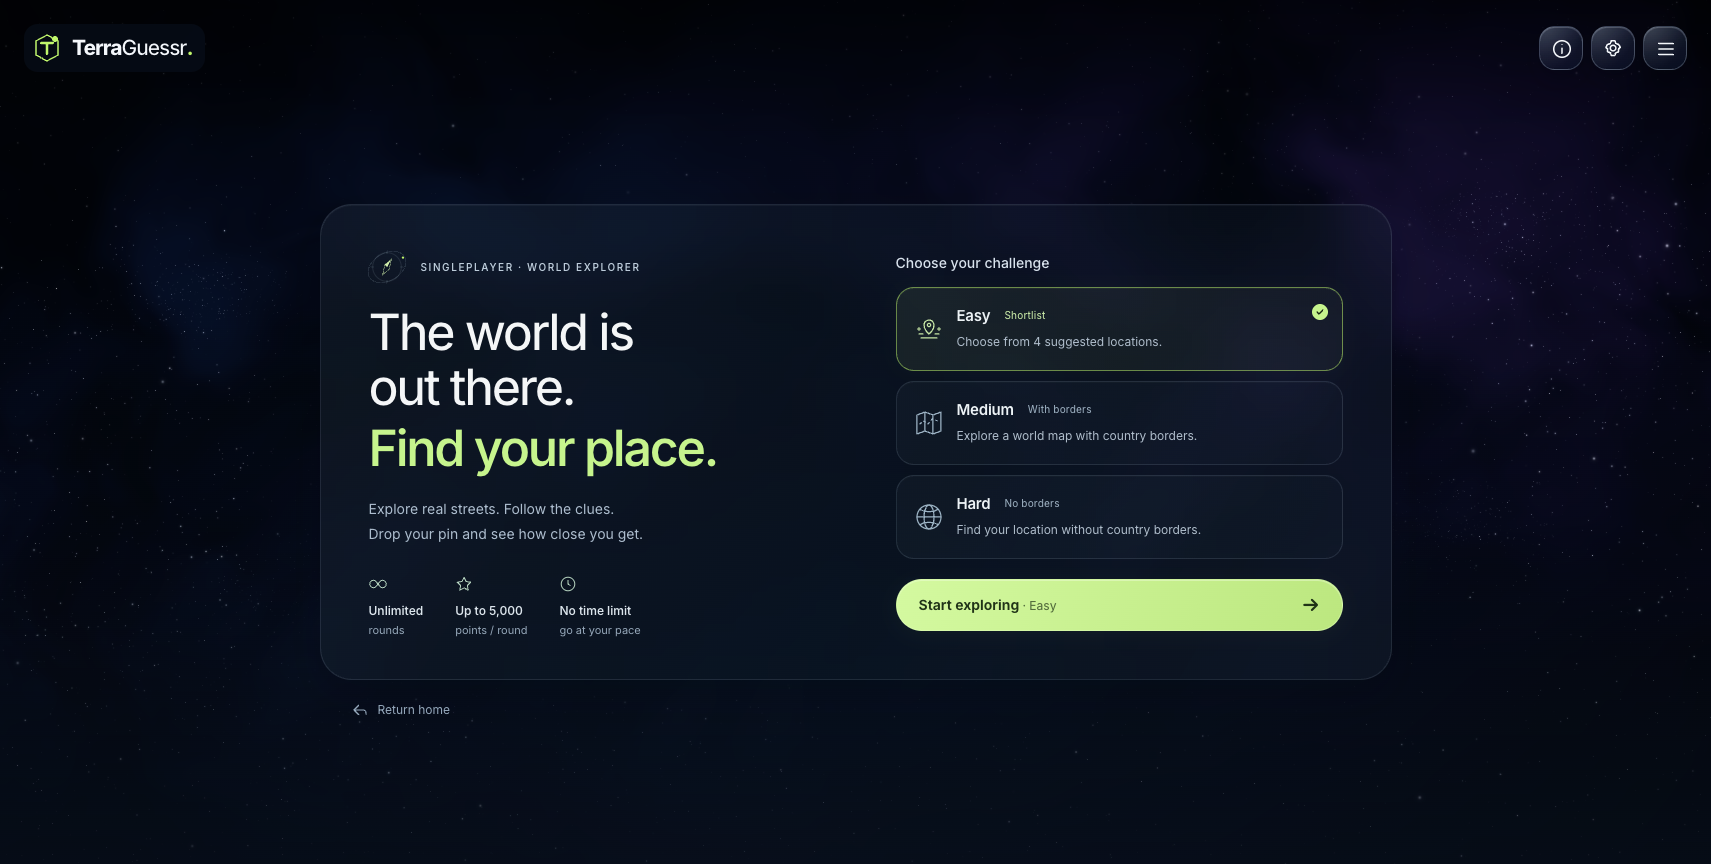 TerraGuessr.
SINGLEPLAYER · WORLD EXPLORER
The world is
out there.
Find your place.
Explore real streets. Follow the clues.
Drop your pin and see how close you get.
Unlimited
rounds
Up to 5,000
points / round
No time limit
go at your pace
Choose your challenge
Easy Shortlist
Choose from 4 suggested locations.
Medium With borders
Explore a world map with country borders.
Hard No borders
Find your location without country borders.
Start exploring · Easy
Return home